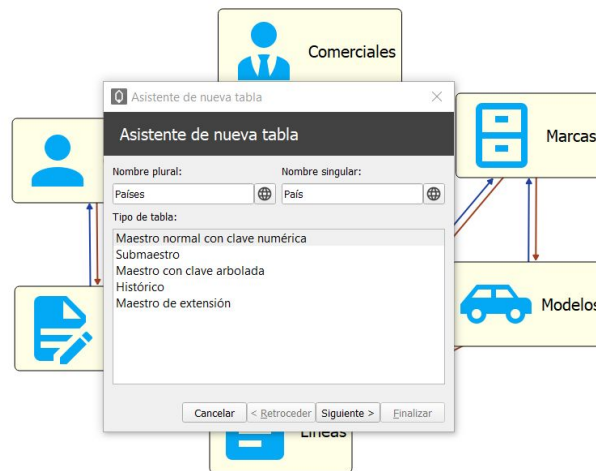 Comerciales
Asistente de nueva tabla
Asistente de nueva tabla
Marcas
Nombre plural:
Nombre singular:
Países
País
Tipo de tabla:
Maestro normal con clave numérica
Submaestro
Maestro con clave arbolada
Histórico
Maestro de extensión
Modelos
Cancelar
< Retroceder
Siguiente >
Finalizar
Líneas